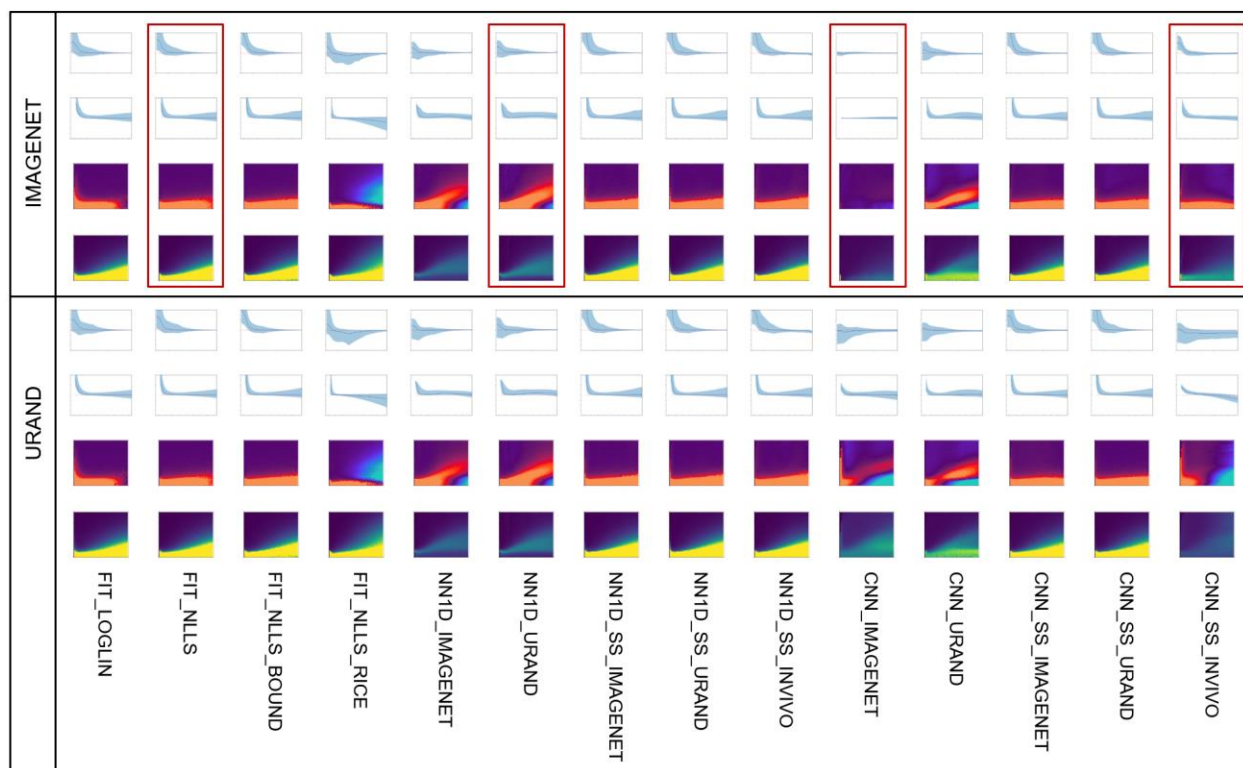 IMAGENET
URAND
FIT_LOGLIN
FIT_NLLS
FIT_NLLS_BOUND
FIT_NLLS_RICE
NN1D_IMAGENET
NN1D_URAND
NN1D_SS_IMAGENET
NN1D_SS_URAND
NN1D_SS_INVIVO
CNN_IMAGENET
CNN_URAND
CNN_SS_IMAGENET
CNN_SS_URAND
CNN_SS_INVIVO